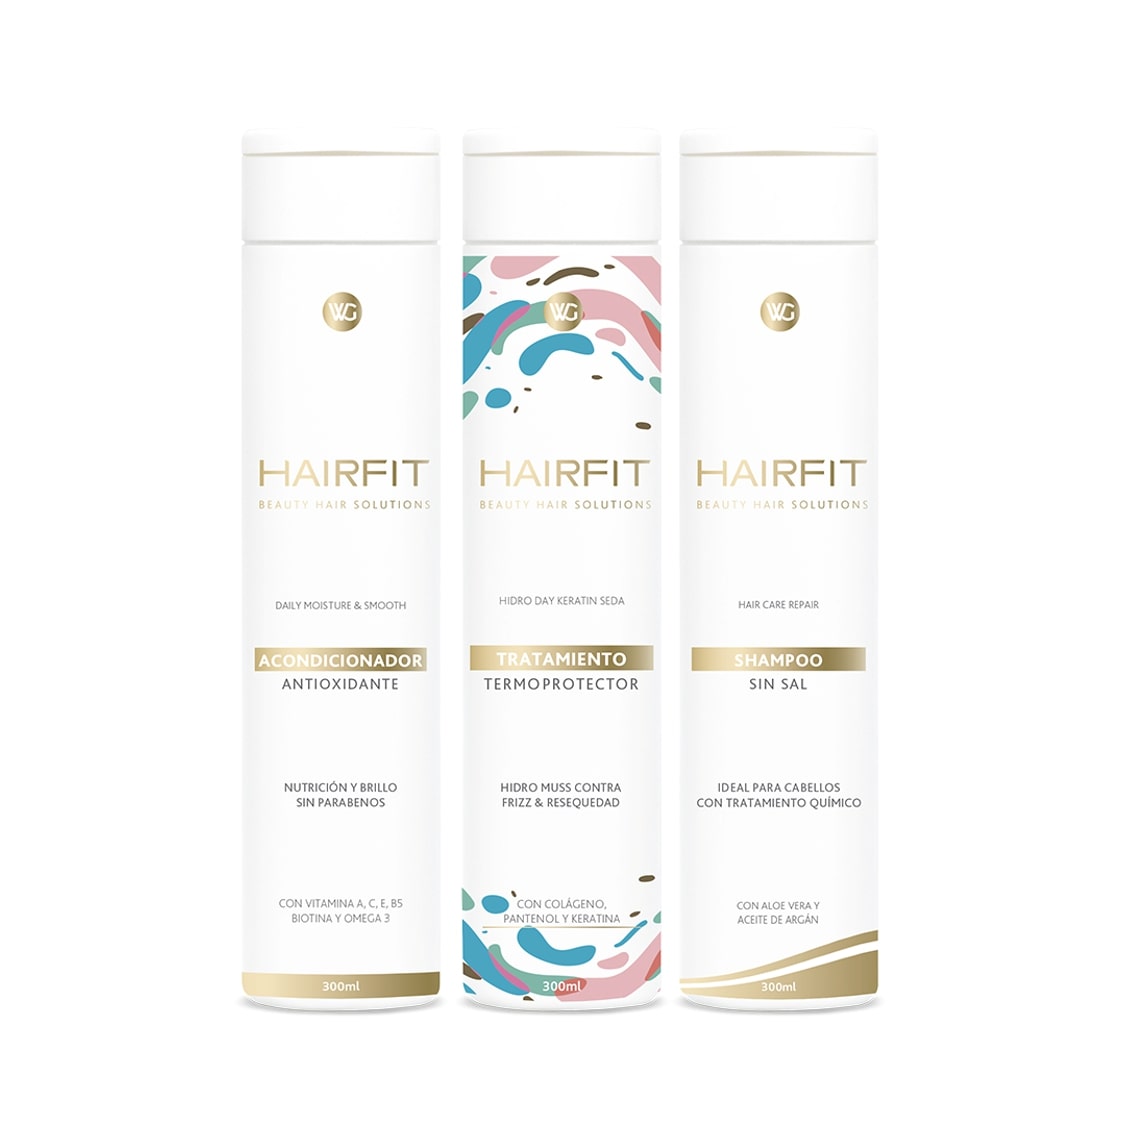 WG
HAIRFIT
BEAUTY HAIR SOLUTIONS
DAILY MOISTURE & SMOOTH
ACONDICIONADOR
ANTIOXIDANTE
NUTRICIÓN Y BRILLO
SIN PARABENOS
CON VITAMINA A, C, E, B5
BIOTINA Y OMEGA 3
300ml
WG
HAIRFIT
BEAUTY HAIR SOLUTIONS
HIDRO DAY KERATIN SEDA
TRATAMIENTO
TERMOPROTECTOR
HIDRO MUSS CONTRA
FRIZZ & RESEQUEDAD
CON COLÁGENO,
PANTENOL Y KERATINA
300ml
WG
HAIRFIT
BEAUTY HAIR SOLUTIONS
HAIR CARE REPAIR
SHAMPOO
SIN SAL
IDEAL PARA CABELLOS
CON TRATAMIENTO QUÍMICO
CON ALOE VERA Y
ACEITE DE ARGÁN
300ml